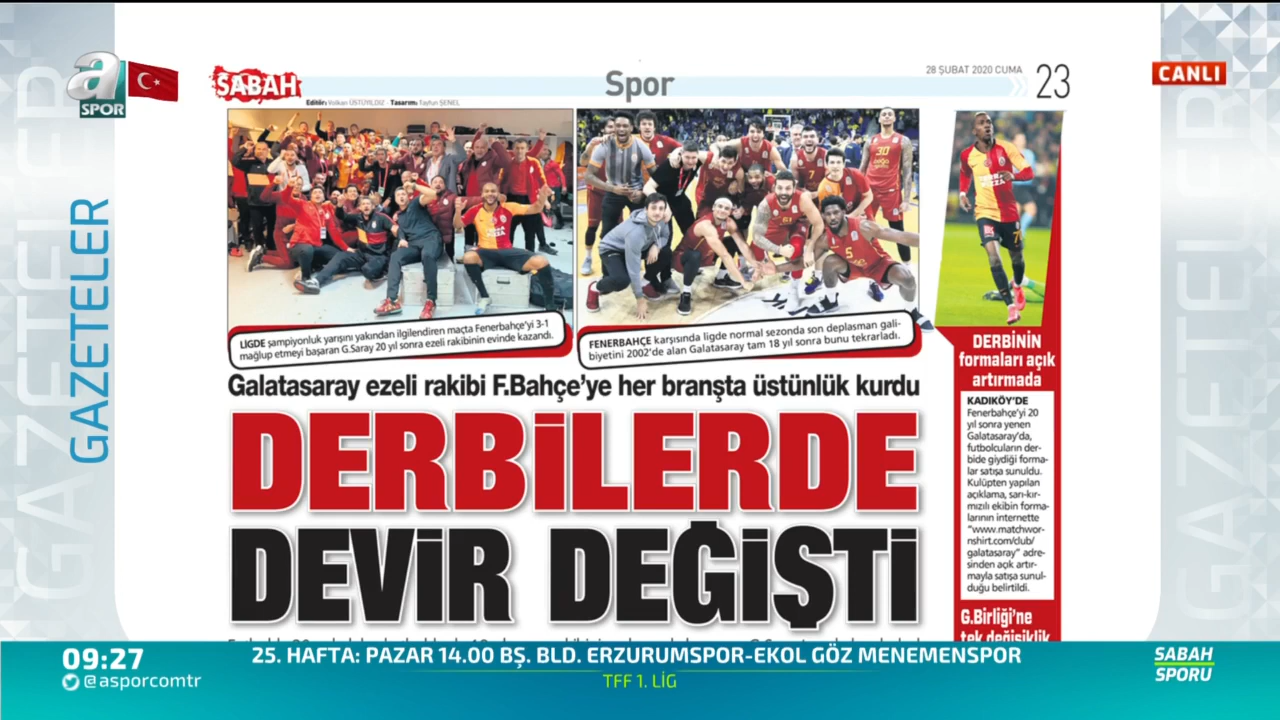 a
SPOR
GAZETELER
SABAH
Editör: Volkan ÜSTÜYILDIZ - Tasarım: Tayfun ŞENEL
Spor
28 ŞUBAT 2020 CUMA
23
CANLI
LİGDE şampiyonluk yarışını yakından ilgilendiren maçta Fenerbahçe'yi 3-1
mağlup etmeyi başaran G.Saray 20 yıl sonra ezeli rakibinin evinde kazandı.
FENERBAHÇE karşısında ligde normal sezonda son deplasman gali-
biyetini 2002'de alan Galatasaray tam 18 yıl sonra bunu tekrarladı.
Galatasaray ezeli rakibi F.Bahçe'ye her branşta üstünlük kurdu
DERBİLERDE
DEVİR DEĞİŞTİ
DERBİNİN
formaları açık
artırmada
KADIKÖY'DE
Fenerbahçe'yi 20
yıl sonra yenen
Galatasaray'da,
futbolcuların der-
bide giydiği forma-
lar satışa sunuldu.
Kulüpten yapılan
açıklama, sarı-kır-
mızılı ekibin forma-
larının internette
"www.matchwor-
nshirt.com/club/
galatasaray" adre-
sinden açık artır-
mayla satışa sunul-
duğu belirtildi.
G.Birliği'ne
tek değişiklik
09:27
@asporcomtr
25. HAFTA: PAZAR 14.00 BŞ. BLD. ERZURUMSPOR-EKOL GÖZ MENEMENSPOR
TFF 1. LİG
SABAH
SPORU